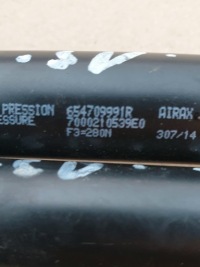 PRESSION 654709991R AIRAX
ESSURE 7000210539E0
F3=280N 307/14